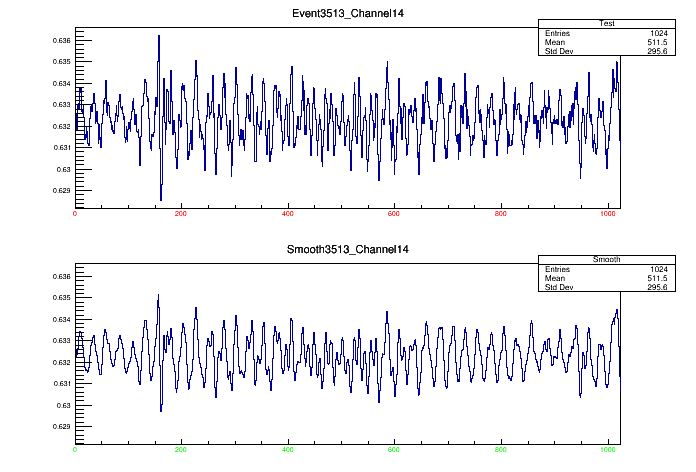 Event3513_Channel14
Test
Entries 1024
Mean 511.5
Std Dev 295.6
0.636
0.635
0.634
0.633
0.632
0.631
0.63
0.629
0 200 400 600 800 1000
Smooth3513_Channel14
Smooth
Entries 1024
Mean 511.5
Std Dev 295.6
0.636
0.635
0.634
0.633
0.632
0.631
0.63
0.629
0 200 400 600 800 1000